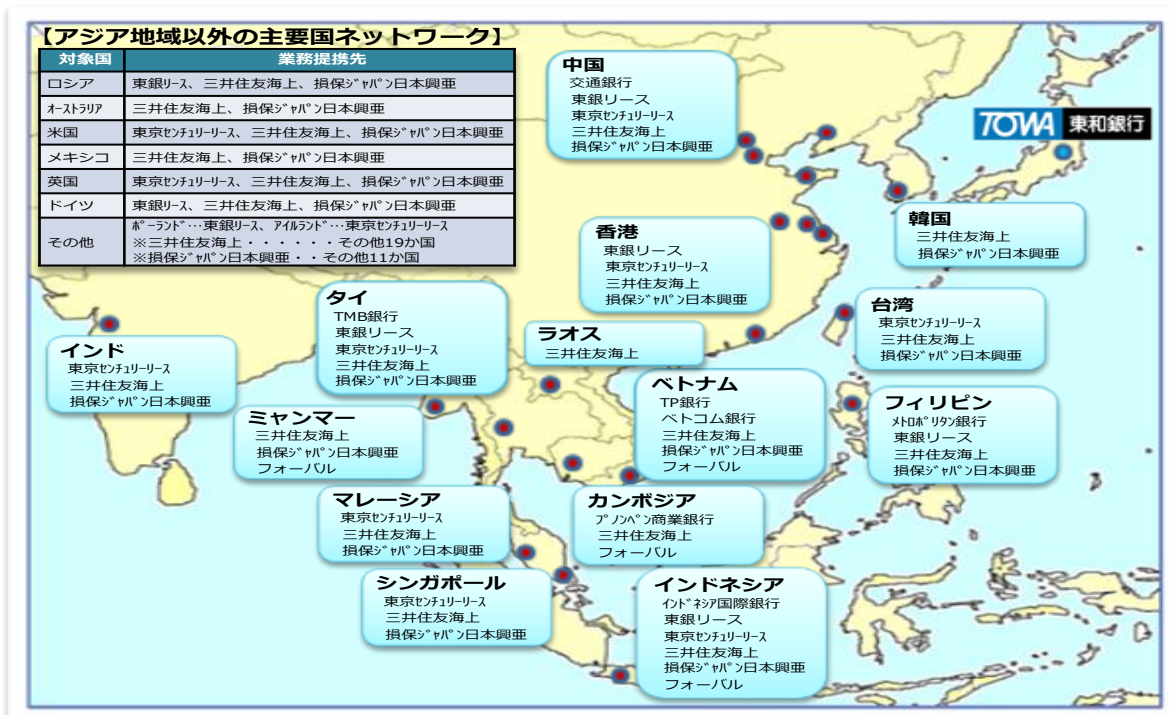 【アジア地域以外の主要国ネットワーク】
対象国 業務提携先
ロシア 東銀ﾘｰｽ、三井住友海上、損保ｼﾞｬﾊﾟﾝ日本興亜
ｵｰｽﾄﾗﾘｱ 三井住友海上、損保ｼﾞｬﾊﾟﾝ日本興亜
米国 東京ｾﾝﾁｭﾘｰリース、三井住友海上、損保ｼﾞｬﾊﾟﾝ日本興亜
メキシコ 三井住友海上、損保ｼﾞｬﾊﾟﾝ日本興亜
英国 東京ｾﾝﾁｭﾘｰリース、三井住友海上、損保ｼﾞｬﾊﾟﾝ日本興亜
ドイツ 東銀ﾘｰｽ、三井住友海上、損保ｼﾞｬﾊﾟﾝ日本興亜
その他 ﾎﾟｰﾗﾝﾄﾞ…東銀ﾘｰｽ、ｱｲﾙﾗﾝﾄﾞ…東京ｾﾝﾁｭﾘｰﾘｰｽ
※三井住友海上・・・・・・その他19か国
※損保ｼﾞｬﾊﾟﾝ日本興亜・・その他11か国
中国
交通銀行
東銀リース
東京ｾﾝﾁｭﾘｰﾘｰｽ
三井住友海上
損保ｼﾞｬﾊﾟﾝ日本興亜
TOWA 東和銀行
韓国
三井住友海上
損保ｼﾞｬﾊﾟﾝ日本興亜
香港
東銀リース
東京ｾﾝﾁｭﾘｰﾘｰｽ
三井住友海上
損保ｼﾞｬﾊﾟﾝ日本興亜
台湾
東京ｾﾝﾁｭﾘｰﾘｰｽ
三井住友海上
損保ｼﾞｬﾊﾟﾝ日本興亜
タイ
TMB銀行
東銀リース
東京ｾﾝﾁｭﾘｰﾘｰｽ
三井住友海上
損保ｼﾞｬﾊﾟﾝ日本興亜
ラオス
三井住友海上
インド
東京ｾﾝﾁｭﾘｰﾘｰｽ
三井住友海上
損保ｼﾞｬﾊﾟﾝ日本興亜
ミャンマー
三井住友海上
損保ｼﾞｬﾊﾟﾝ日本興亜
フォーバル
ベトナム
TP銀行
ベトコム銀行
三井住友海上
損保ｼﾞｬﾊﾟﾝ日本興亜
フォーバル
フィリピン
ﾒﾄﾛﾎﾟﾘﾀﾝ銀行
東銀リース
三井住友海上
損保ｼﾞｬﾊﾟﾝ日本興亜
マレーシア
東京ｾﾝﾁｭﾘｰﾘｰｽ
三井住友海上
損保ｼﾞｬﾊﾟﾝ日本興亜
カンボジア
ﾌﾟﾉﾝﾍﾟﾝ商業銀行
三井住友海上
フォーバル
シンガポール
東京ｾﾝﾁｭﾘｰﾘｰｽ
三井住友海上
損保ｼﾞｬﾊﾟﾝ日本興亜
インドネシア
ｲﾝﾄﾞﾈｼｱ国際銀行
東銀リース
東京ｾﾝﾁｭﾘｰﾘｰｽ
三井住友海上
損保ｼﾞｬﾊﾟﾝ日本興亜
フォーバル